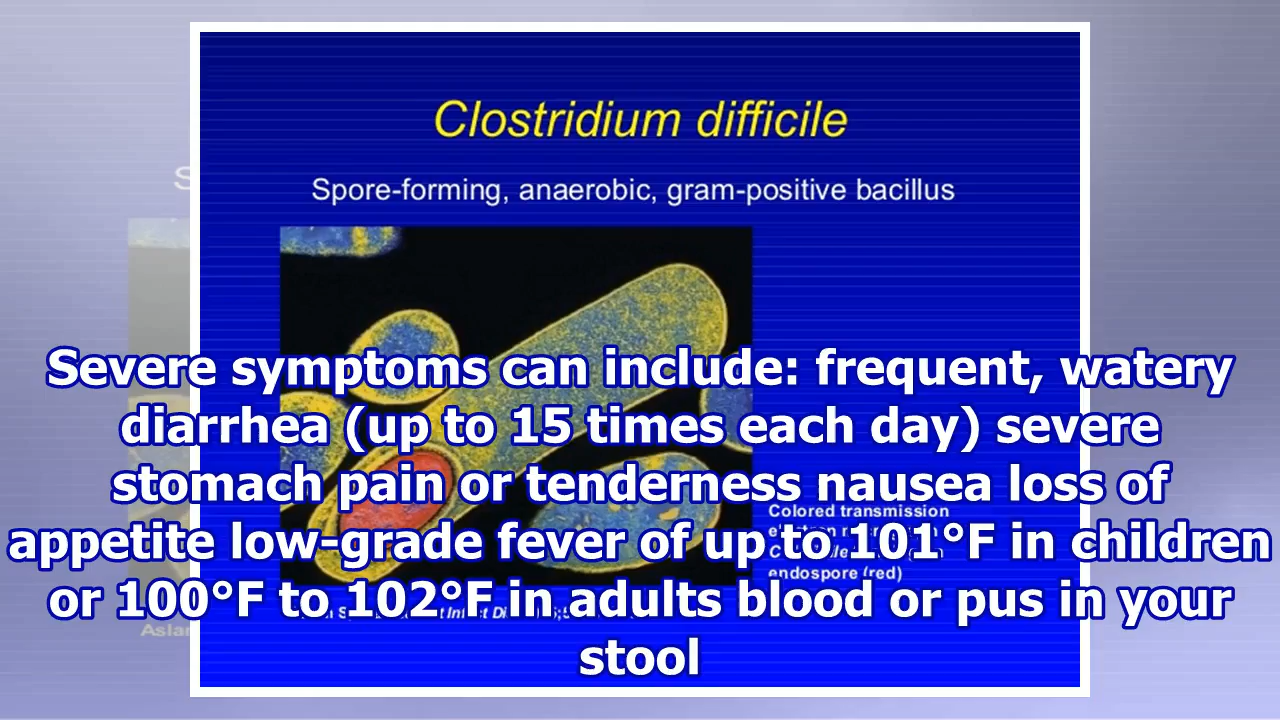 Clostridium difficile
Spore-forming, anaerobic, gram-positive bacillus
Severe symptoms can include: frequent, watery
diarrhea (up to 15 times each day) severe
stomach pain or tenderness nausea loss of
appetite low-grade fever of up to 101°F in children
or 100°F to 102°F in adults blood or pus in your
stool
Colored transmission
endospore (red)